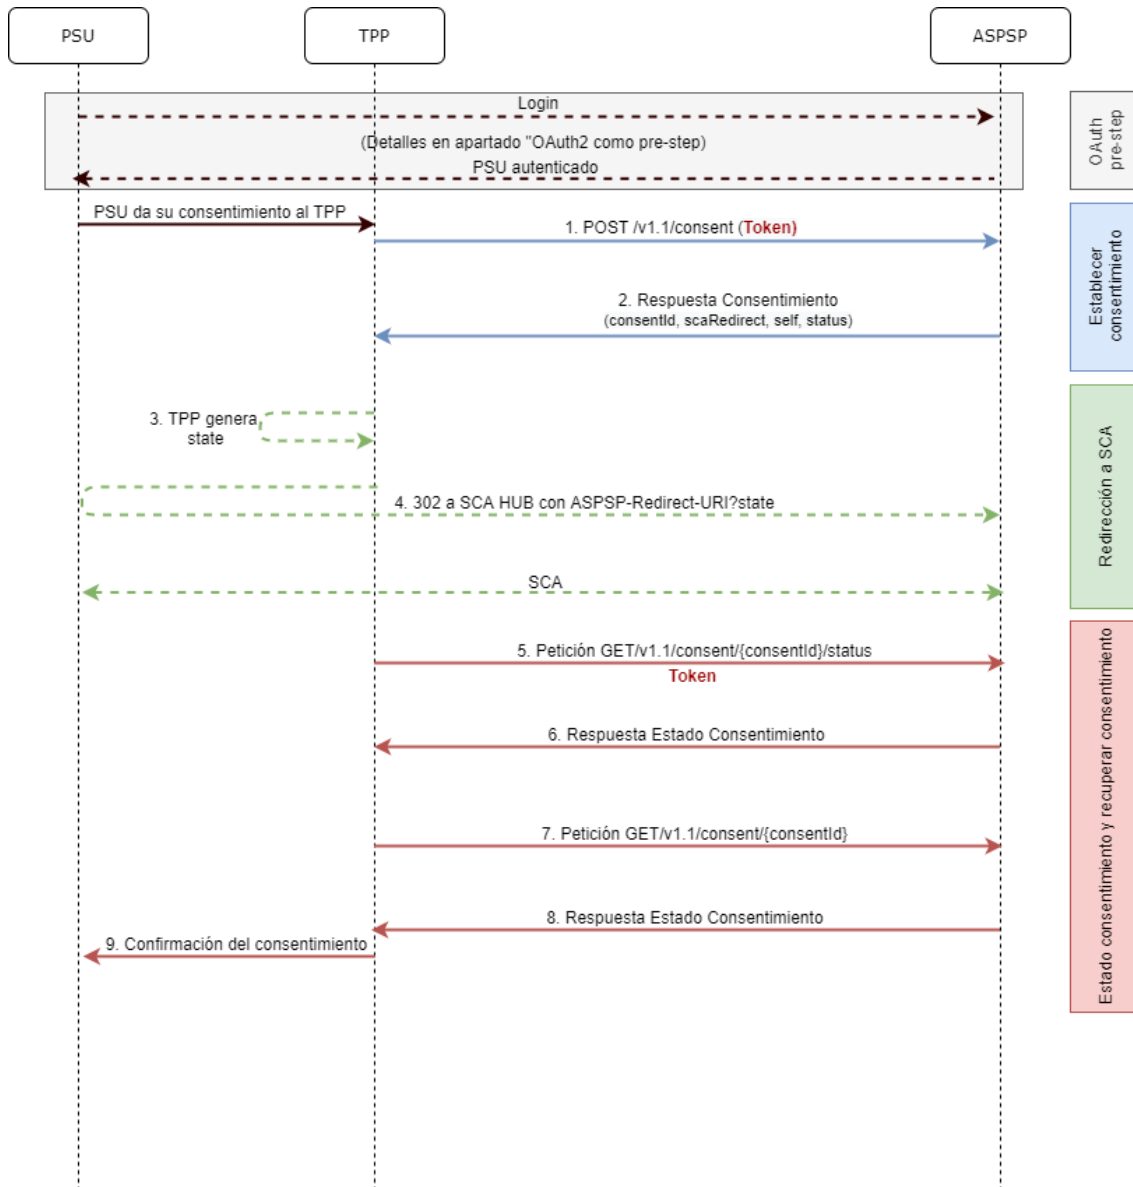 PSU
TPP
ASPSP
Login
(Detalles en apartado "OAuth2 como pre-step)
PSU autenticado
OAuth
pre-step
PSU da su consentimiento al TPP
1. POST /v1.1/consent (Token)
2. Respuesta Consentimiento
(consentId, scaRedirect, self, status)
Establecer
consentimiento
3. TPP genera
state
4. 302 a SCA HUB con ASPSP-Redirect-URI?state
SCA
Redirección a SCA
5. Petición GET/v1.1/consent/{consentId}/status
Token
6. Respuesta Estado Consentimiento
7. Petición GET/v1.1/consent/{consentId}
8. Respuesta Estado Consentimiento
9. Confirmación del consentimiento
Estado consentimiento y recuperar consentimiento